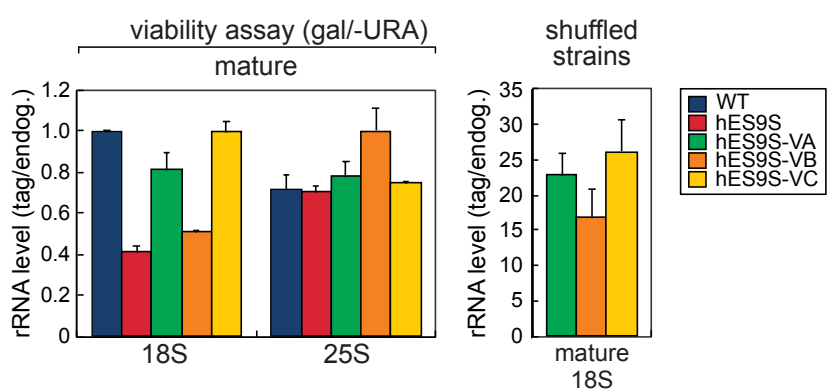 viability assay (gal/-URA)
mature
rRNA level (tag/endog.)
1.2
1.0
0.8
0.6
0.4
0.2
0
18S
25S
shuffled
strains
rRNA level (tag/endog.)
35
30
25
20
15
10
5
0
mature
18S
WT
hES9S
hES9S-VA
hES9S-VB
hES9S-VC